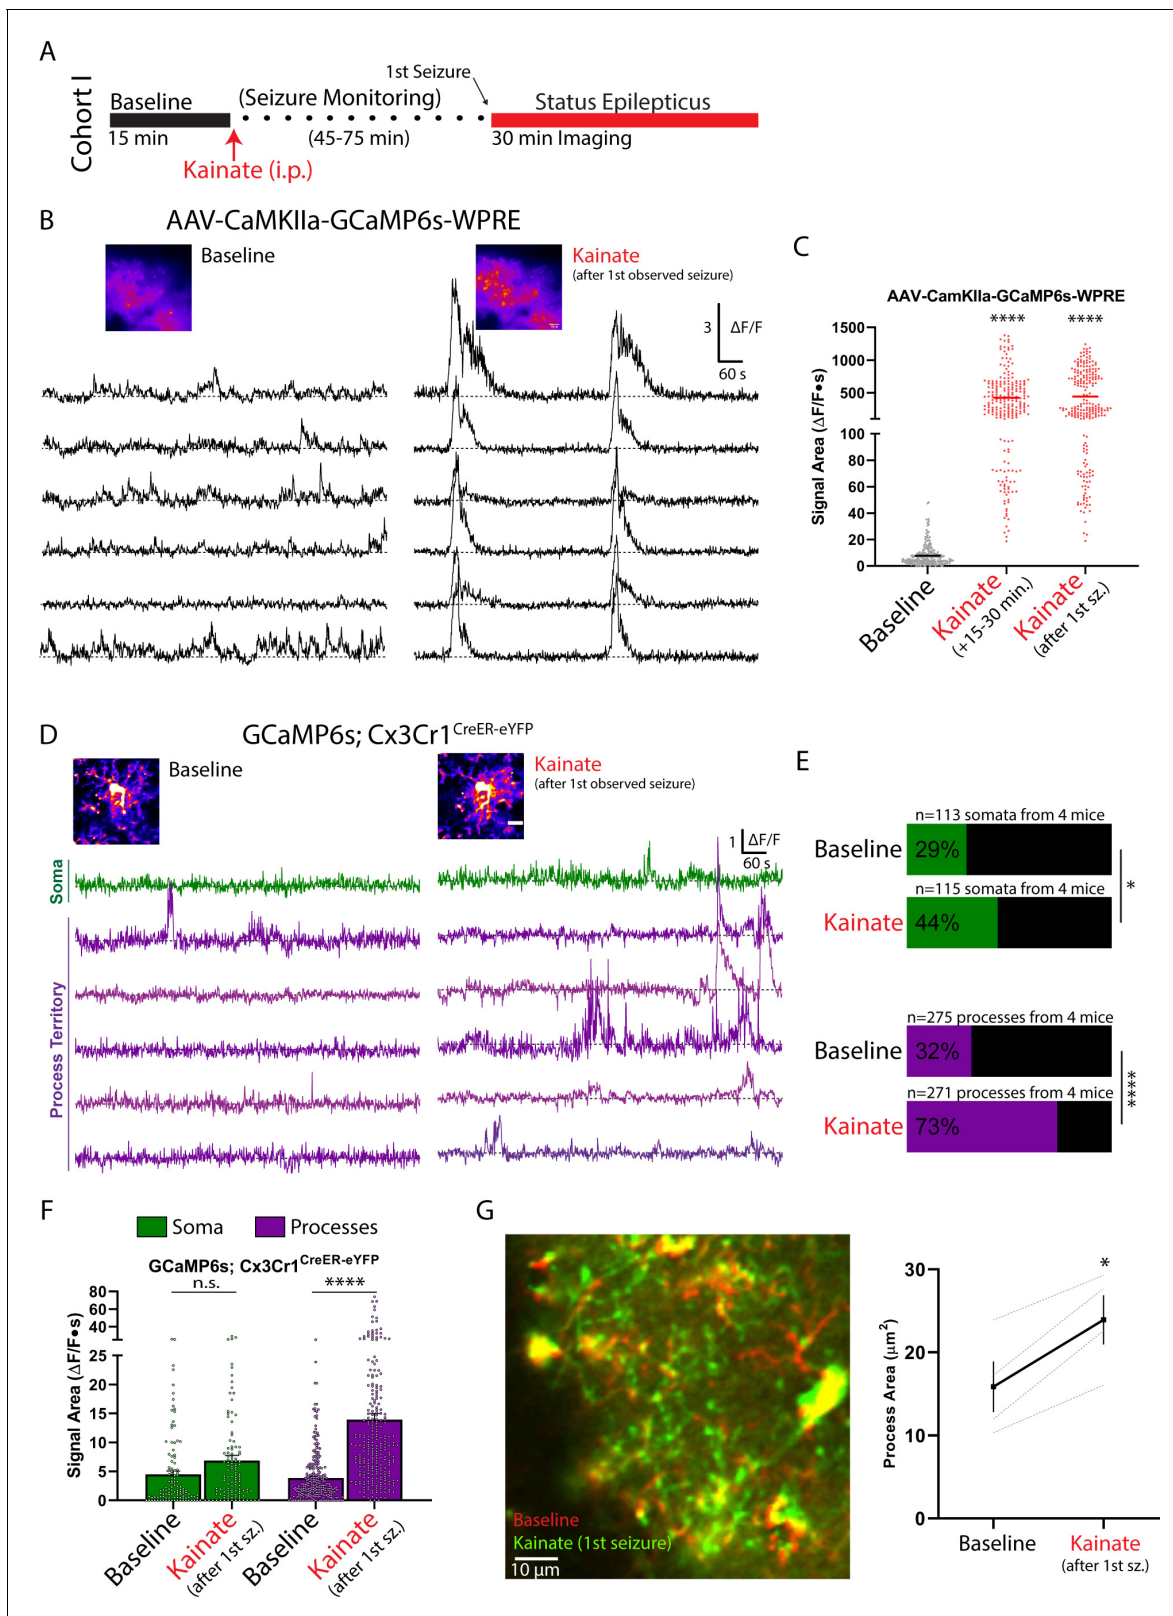 A
Cohort I
Baseline
15 min
Kainate (i.p.)
(Seizure Monitoring)
(45-75 min)
1st Seizure
Status Epilepticus
30 min Imaging
B
AAV-CaMKIIa-GCaMP6s-WPRE
Baseline
Kainate
(after 1st observed seizure)
3 ΔF/F
60 s
C
AAV-CamKIIa-GCaMP6s-WPRE
**** ****
Signal Area (ΔF/F•s)
1500
1000
500
100
80
60
40
20
0
Baseline
Kainate
(+15-30 min.)
Kainate
(after 1st sz.)
D
GCaMP6s; Cx3Cr1CreER-eYFP
Baseline
Kainate
(after 1st observed seizure)
1 ΔF/F
60 s
Soma
Process Territory
E
n=113 somata from 4 mice
Baseline 29%
n=115 somata from 4 mice
Kainate 44%
*
n=275 processes from 4 mice
Baseline 32%
n=271 processes from 4 mice
Kainate 73%
****
F
Soma Processes
GCaMP6s; Cx3Cr1CreER-eYFP
n.s. ****
Signal Area (ΔF/F•s)
80
60
40
25
20
15
10
5
0
Baseline
Kainate
(after 1st sz.)
Baseline
Kainate
(after 1st sz.)
G
Baseline
Kainate (1st seizure)
10 μm
Process Area (μm²)
30
20
10
0
*
Baseline
Kainate
(after 1st sz.)